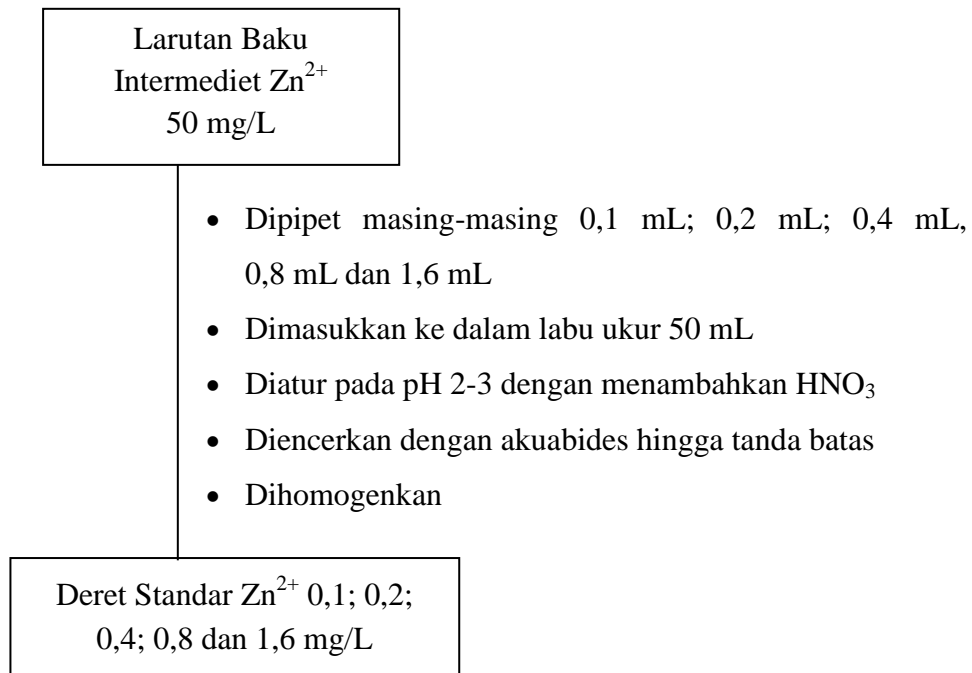 Larutan Baku
Intermediet Zn²⁺
50 mg/L
• Dipipet masing-masing 0,1 mL; 0,2 mL; 0,4 mL,
0,8 mL dan 1,6 mL
• Dimasukkan ke dalam labu ukur 50 mL
• Diatur pada pH 2-3 dengan menambahkan HNO₃
• Diencerkan dengan akuabides hingga tanda batas
• Dihomogenkan
Deret Standar Zn²⁺ 0,1; 0,2;
0,4; 0,8 dan 1,6 mg/L